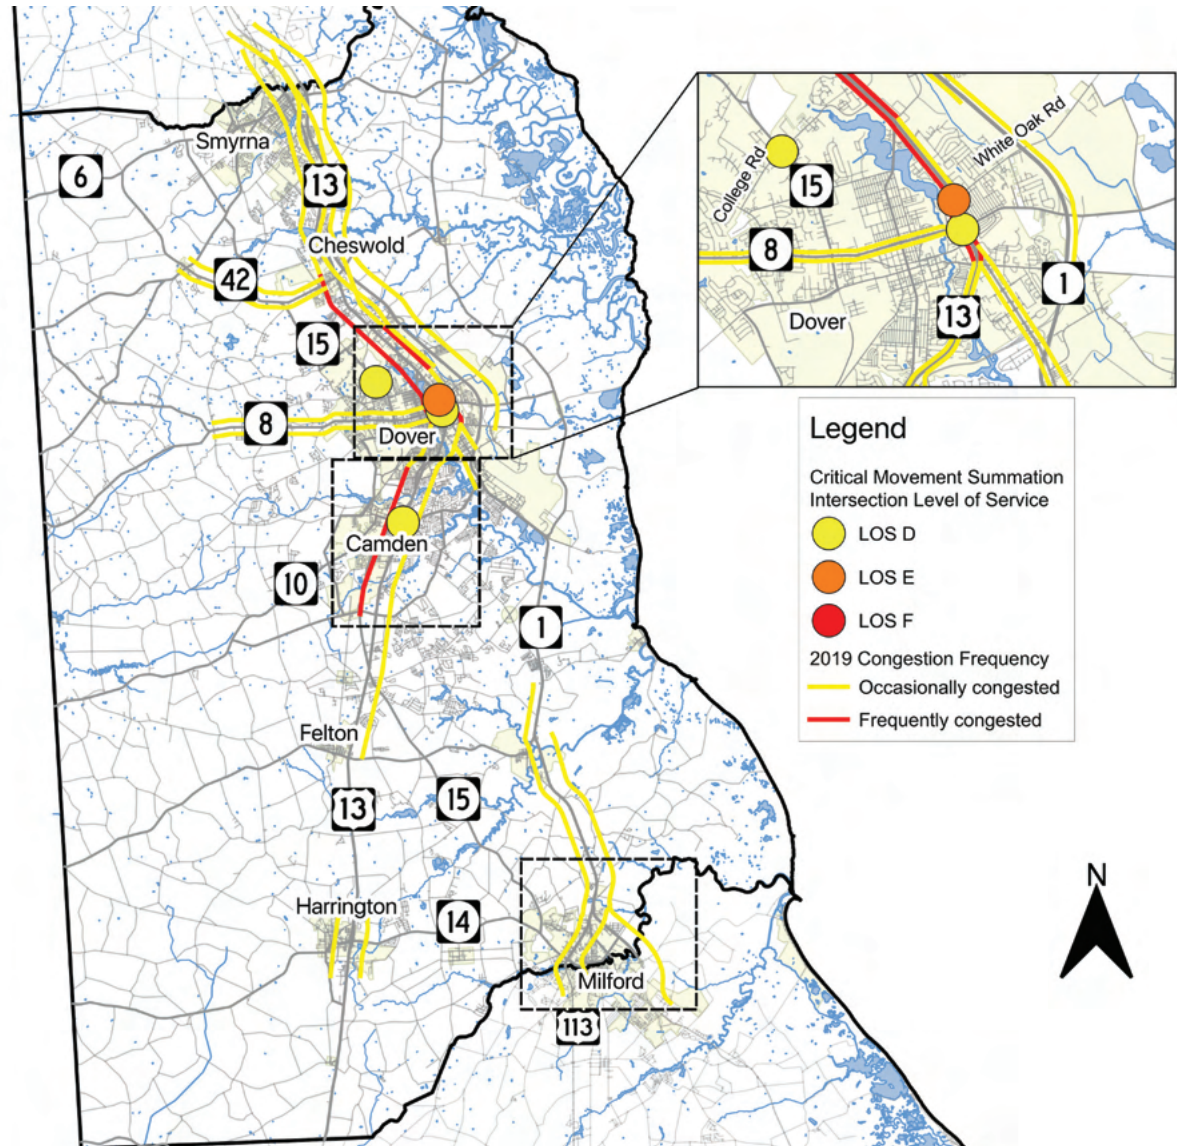 Smyrna
6
13
Cheswold
42
15
8
Dover
Camden
10
1
Felton
13
15
Harrington
14
Milford
113
College Rd
15
White Oak Rd
8
1
13
Dover
Legend
Critical Movement Summation
Intersection Level of Service
LOS D
LOS E
LOS F
2019 Congestion Frequency
Occasionally congested
Frequently congested
N